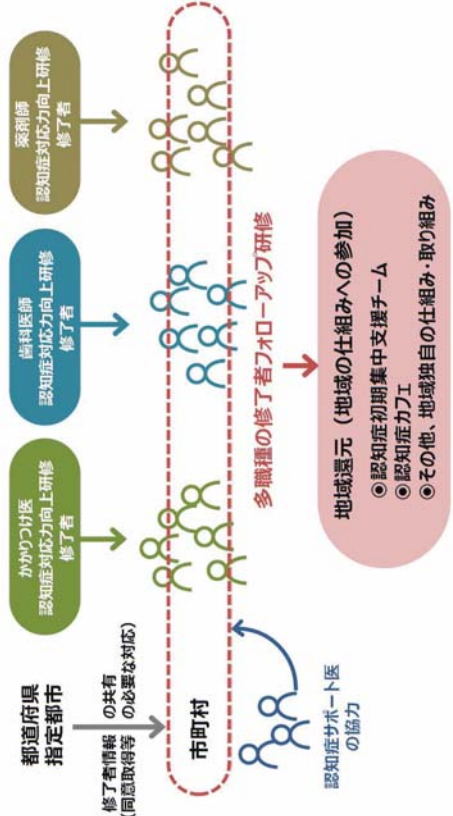 都道府県
指定都市
かかりつけ医
認知症対応力向上研修
修了者
歯科医師
認知症対応力向上研修
修了者
薬剤師
認知症対応力向上研修
修了者
修了者情報 の共有
(同意取得等 の必要な対応)
市町村
認知症サポート医
の協力
多職種の修了者フォローアップ研修
地域還元(地域の仕組みへの参加)
◉認知症初期集中支援チーム
◉認知症カフェ
◉その他、地域独自の仕組み・取り組み